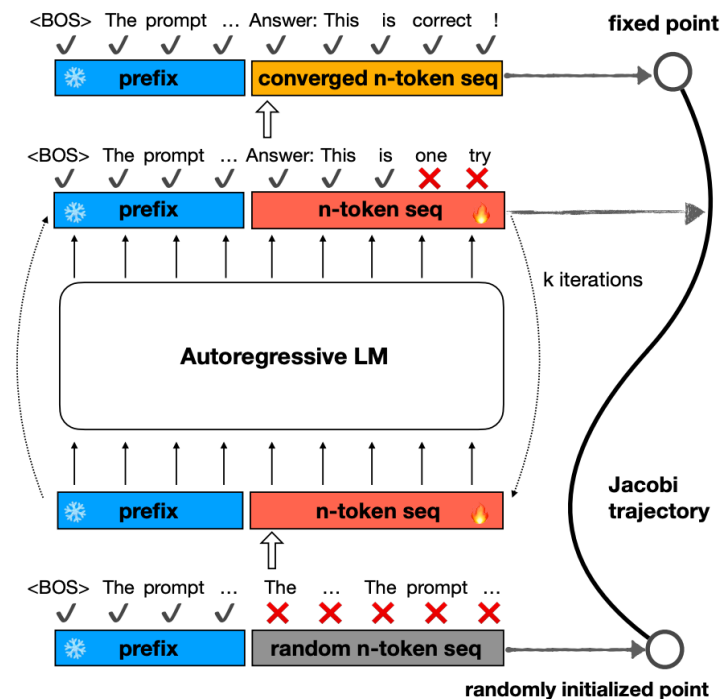 <BOS> The prompt ... Answer: This is correct !
fixed point
prefix
converged n-token seq
<BOS> The prompt ... Answer: This is one try
prefix
n-token seq
k iterations
Autoregressive LM
prefix
n-token seq
Jacobi
trajectory
<BOS> The prompt ... The ... The prompt ...
prefix
random n-token seq
randomly initialized point